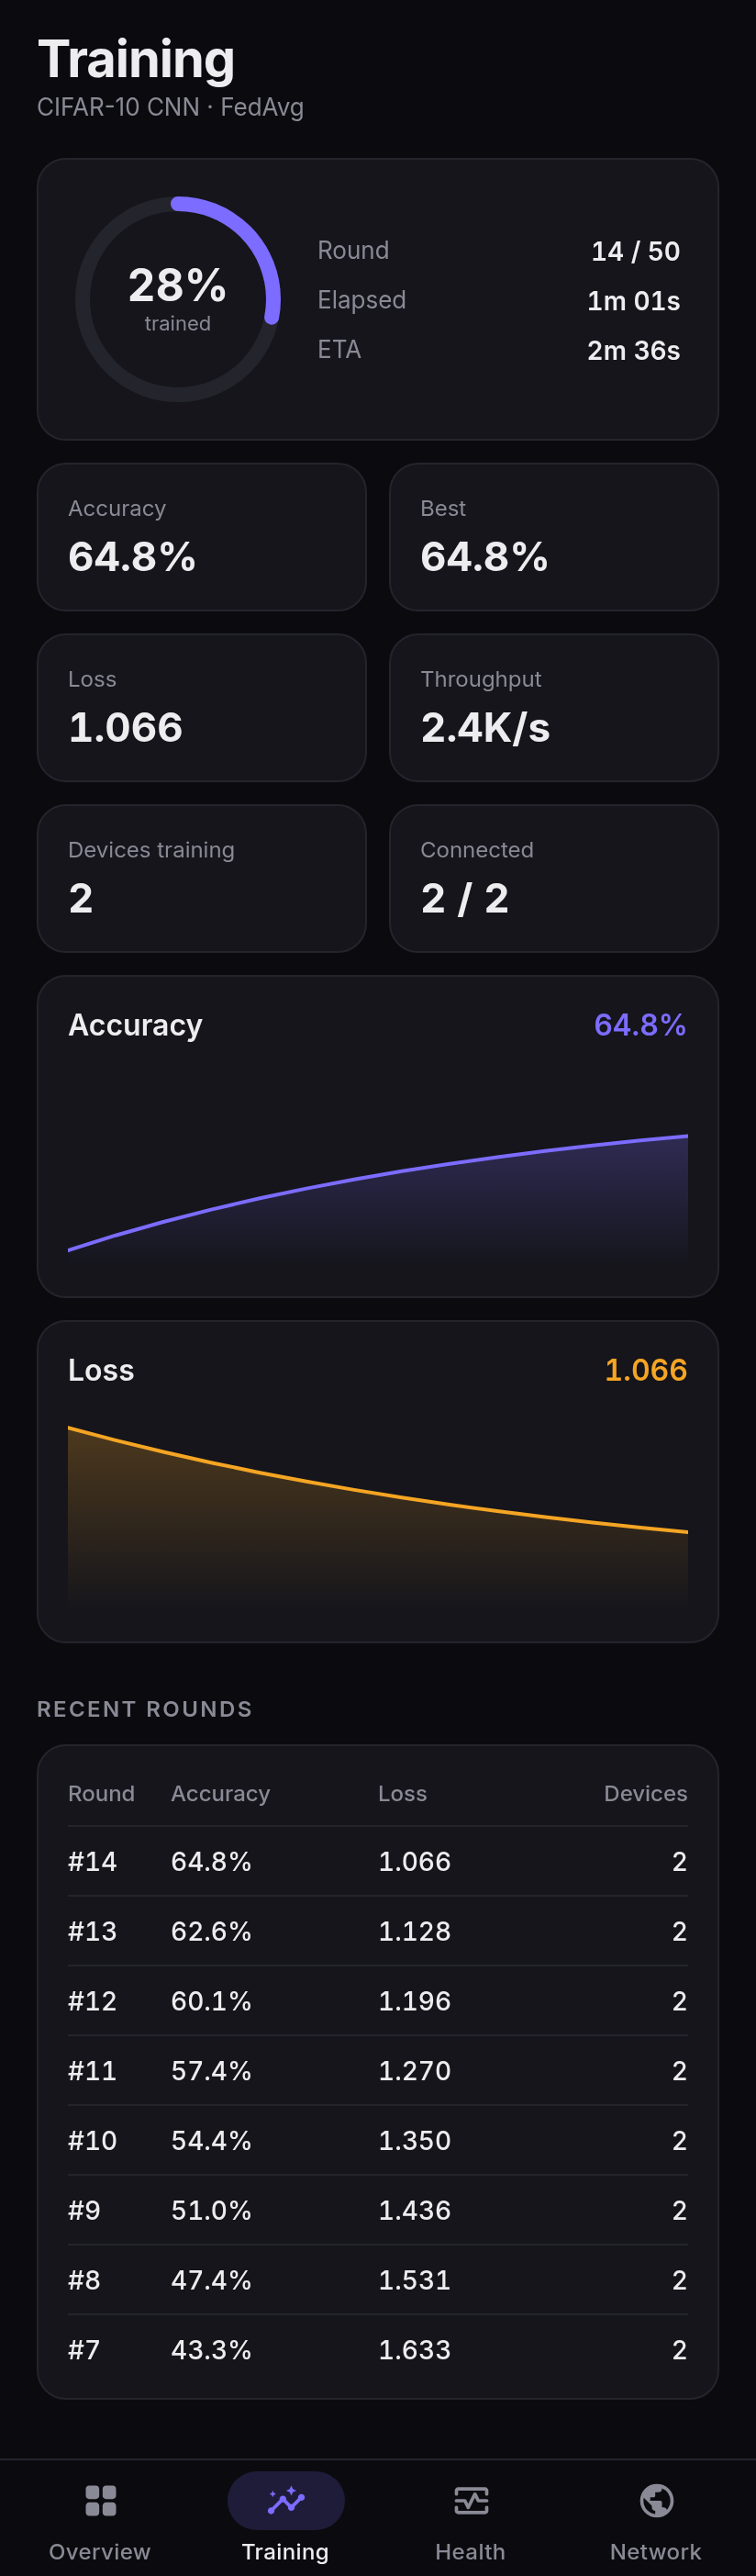 Training
CIFAR-10 CNN · FedAvg
28%
trained
Round 14 / 50
Elapsed 1m 01s
ETA 2m 36s
Accuracy Best
64.8% 64.8%
Loss Throughput
1.066 2.4K/s
Devices training Connected
2 2 / 2
Accuracy 64.8%
Loss 1.066
RECENT ROUNDS
Round Accuracy Loss Devices
#14 64.8% 1.066 2
#13 62.6% 1.128 2
#12 60.1% 1.196 2
#11 57.4% 1.270 2
#10 54.4% 1.350 2
#9 51.0% 1.436 2
#8 47.4% 1.531 2
#7 43.3% 1.633 2
Overview Training Health Network